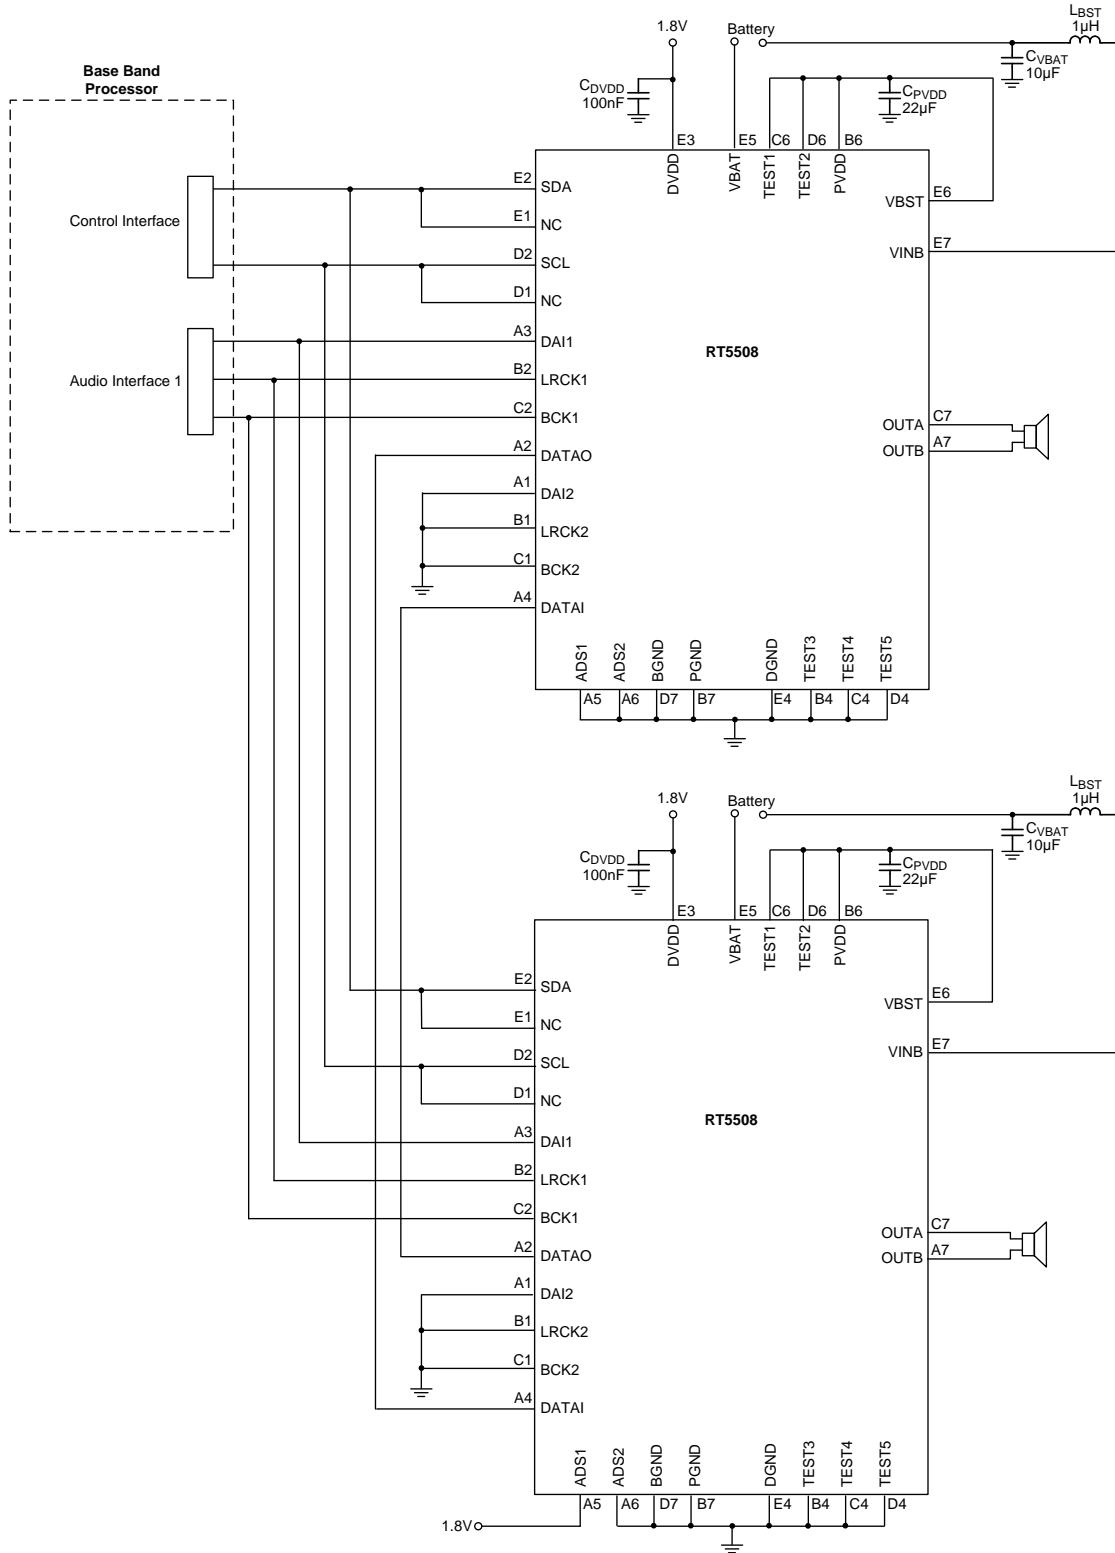 1.8V
Battery
LBST
1µH
CVBAT
10µF
Base Band
Processor
CDVDD
100nF
CPVDD
22µF
E3
E5
C6
D6
B6
DVDD
VBAT
TEST1
TEST2
PVDD
Control Interface
E2
SDA
VBST
E6
E1
NC
D2
SCL
VINB
E7
D1
NC
A3
DAI1
RT5508
Audio Interface 1
B2
LRCK1
C2
BCK1
OUTA
C7
A2
DATAO
OUTB
A7
A1
DAI2
B1
LRCK2
C1
BCK2
A4
DATAI
ADS1
ADS2
BGND
PGND
DGND
TEST3
TEST4
TEST5
A5
A6
D7
B7
E4
B4
C4
D4
1.8V
Battery
LBST
1µH
CVBAT
10µF
CDVDD
100nF
CPVDD
22µF
E3
E5
C6
D6
B6
DVDD
VBAT
TEST1
TEST2
PVDD
E2
SDA
VBST
E6
E1
NC
D2
SCL
VINB
E7
D1
NC
RT5508
A3
DAI1
B2
LRCK1
C2
BCK1
OUTA
C7
A2
DATAO
OUTB
A7
A1
DAI2
B1
LRCK2
C1
BCK2
A4
DATAI
ADS1
ADS2
BGND
PGND
DGND
TEST3
TEST4
TEST5
A5
A6
D7
B7
E4
B4
C4
D4
1.8V